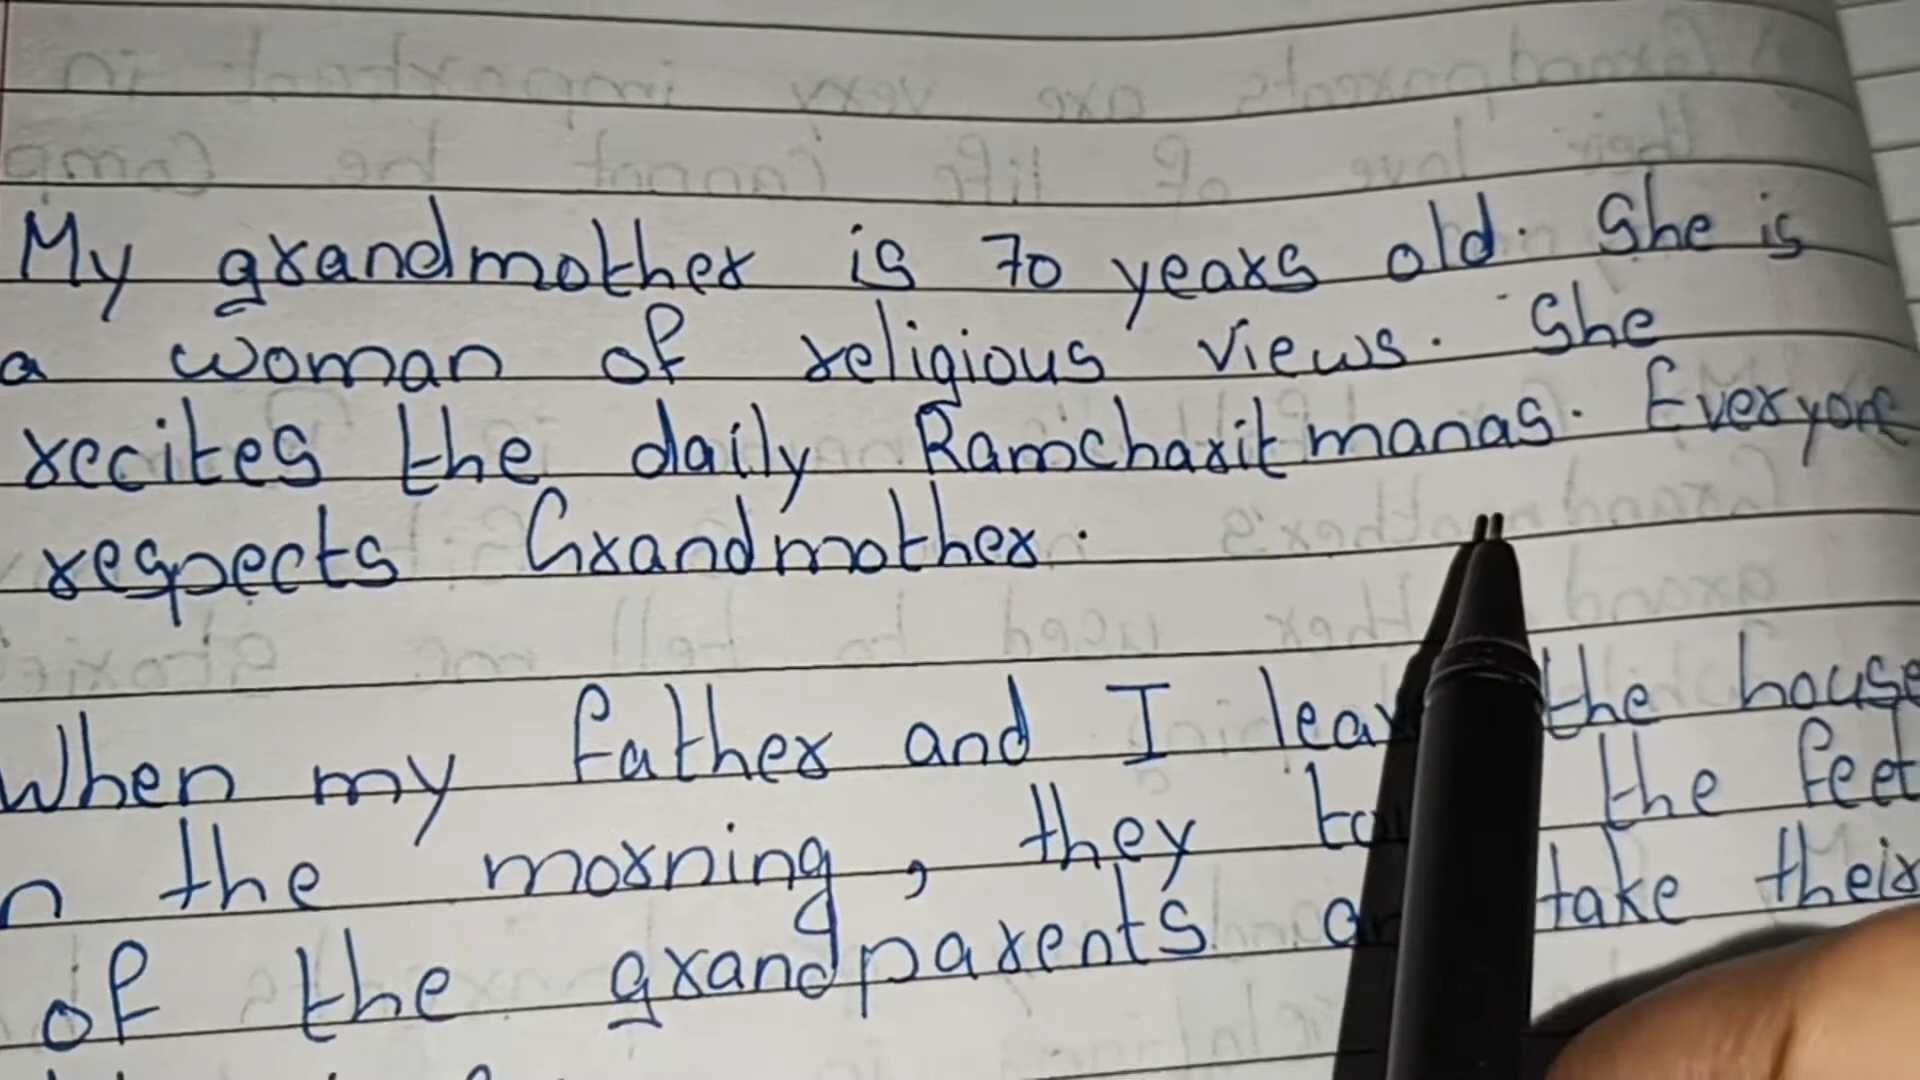 My grandmother is 70 years old. She is
a woman of religious views. She
recites the daily Ramcharitmanas. Everyone
respects Grandmother.
When my father and I the house
the morning, they the feet
of the grandparents take their